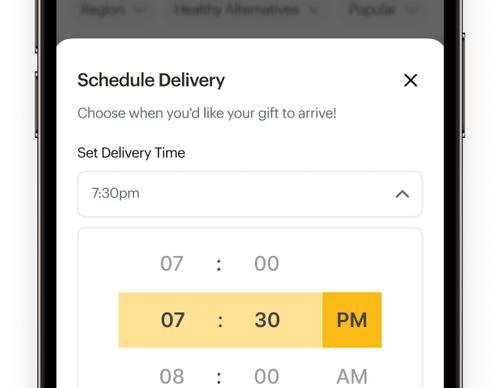 Region Healthy Alternatives Popular
Schedule Delivery
Choose when you'd like your gift to arrive!
Set Delivery Time
7:30pm
07 : 00
07 : 30 PM
08 : 00 AM